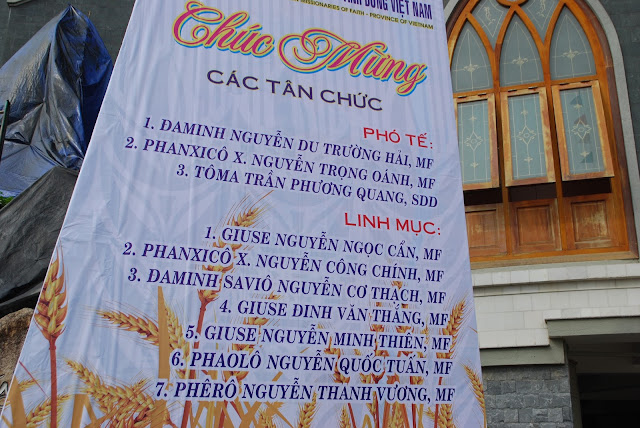 DÒNG VIỆT NAM
MISSIONARIES OF FAITH - PROVINCE OF VIETNAM
Chúc Mừng
CÁC TÂN CHỨC
PHÓ TẾ:
1. ĐAMINH NGUYỄN DU TRƯỜNG HẢI, MF
2. PHANXICÔ X. NGUYỄN TRỌNG OÁNH, MF
3. TÔMA TRẦN PHƯƠNG QUANG, SDD
LINH MỤC:
1. GIUSE NGUYỄN NGỌC CẨN, MF
2. PHANXICÔ X. NGUYỄN CÔNG CHÍNH, MF
3. DAMINH SAVIÔ NGUYỄN CƠ THẠCH, MF
4. GIUSE ĐINH VĂN THẮNG, MF
5. GIUSE NGUYỄN MINH THIÊN, MF
6. PHAOLÔ NGUYỄN QUỐC TUẤN, MF
7. PHÊRÔ NGUYỄN THANH VƯƠNG, MF